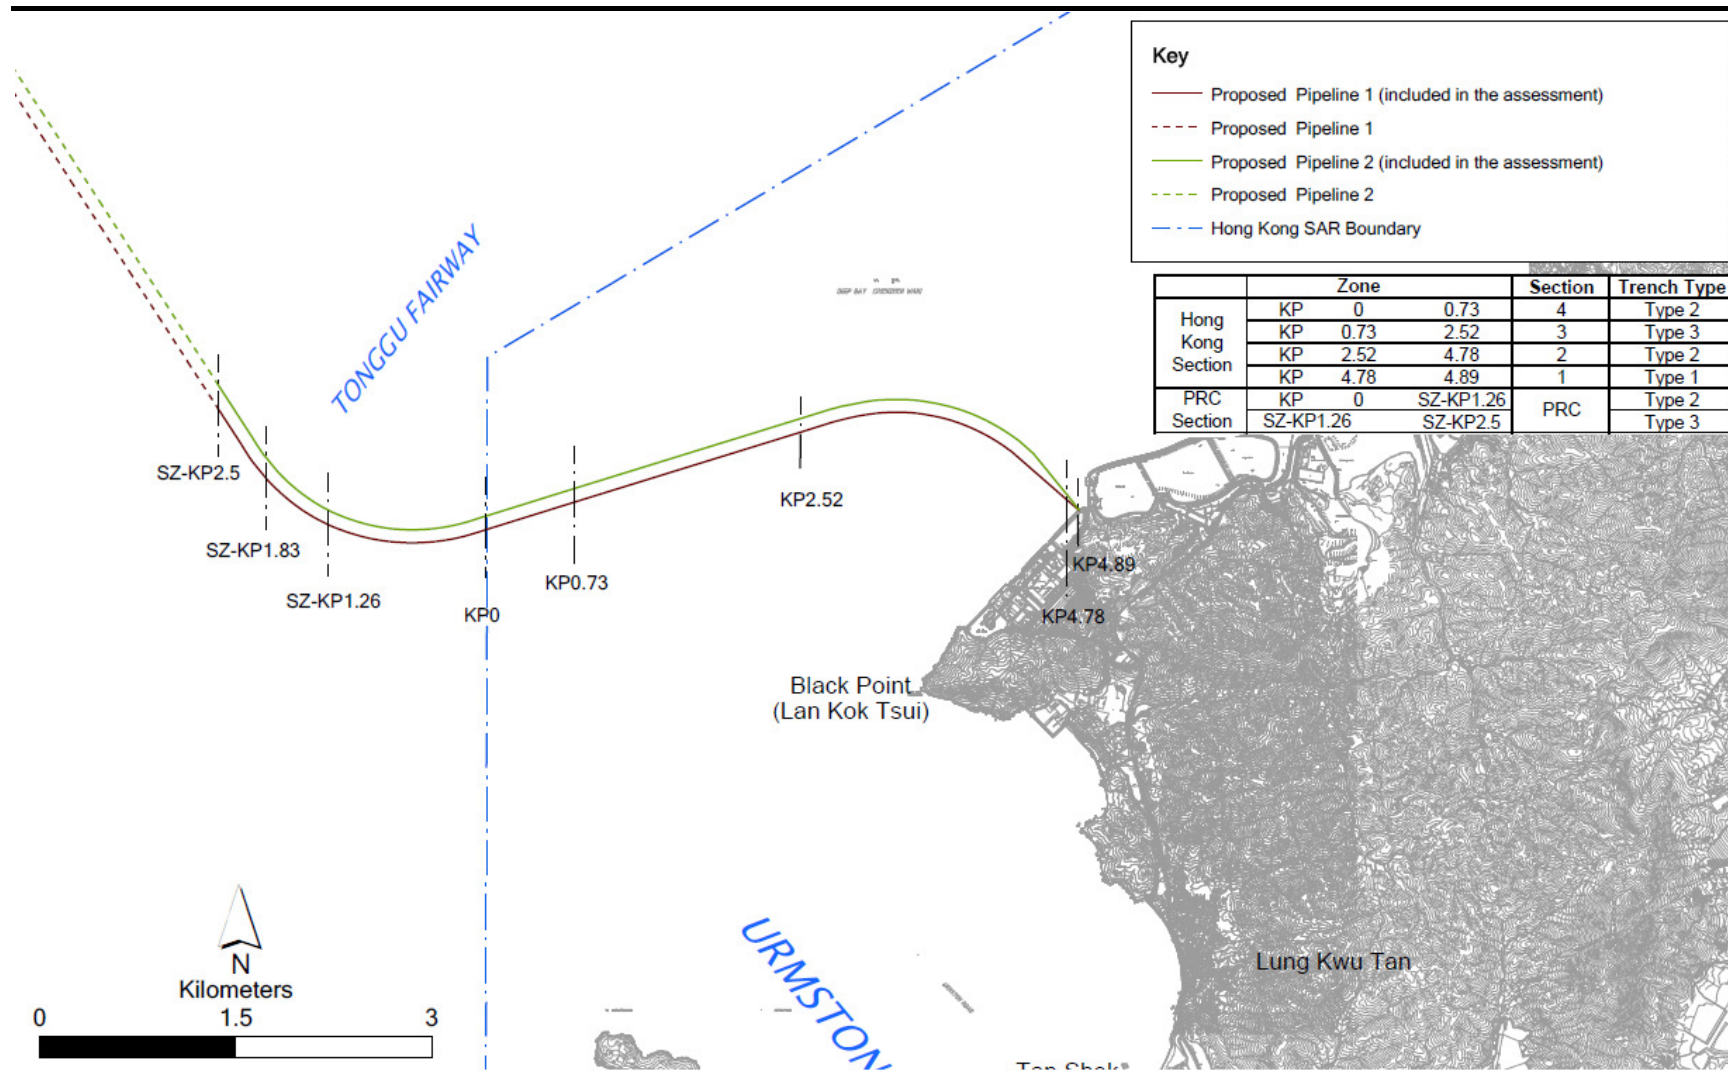 Key
Proposed Pipeline 1 (included in the assessment)
Proposed Pipeline 1
Proposed Pipeline 2 (included in the assessment)
Proposed Pipeline 2
Hong Kong SAR Boundary
Zone Section Trench Type
Hong Kong Section
KP 0 0.73 4 Type 2
KP 0.73 2.52 3 Type 3
KP 2.52 4.78 2 Type 2
KP 4.78 4.89 1 Type 1
PRC Section
KP 0 SZ-KP1.26 PRC Type 2
SZ-KP1.26 SZ-KP2.5 Type 3
TONGGU FAIRWAY
SZ-KP2.5
SZ-KP1.83
SZ-KP1.26
KP0
KP0.73
KP2.52
KP4.89
KP4.78
Black Point
(Lan Kok Tsui)
URMSTON
Lung Kwu Tan
N
Kilometers
0 1.5 3